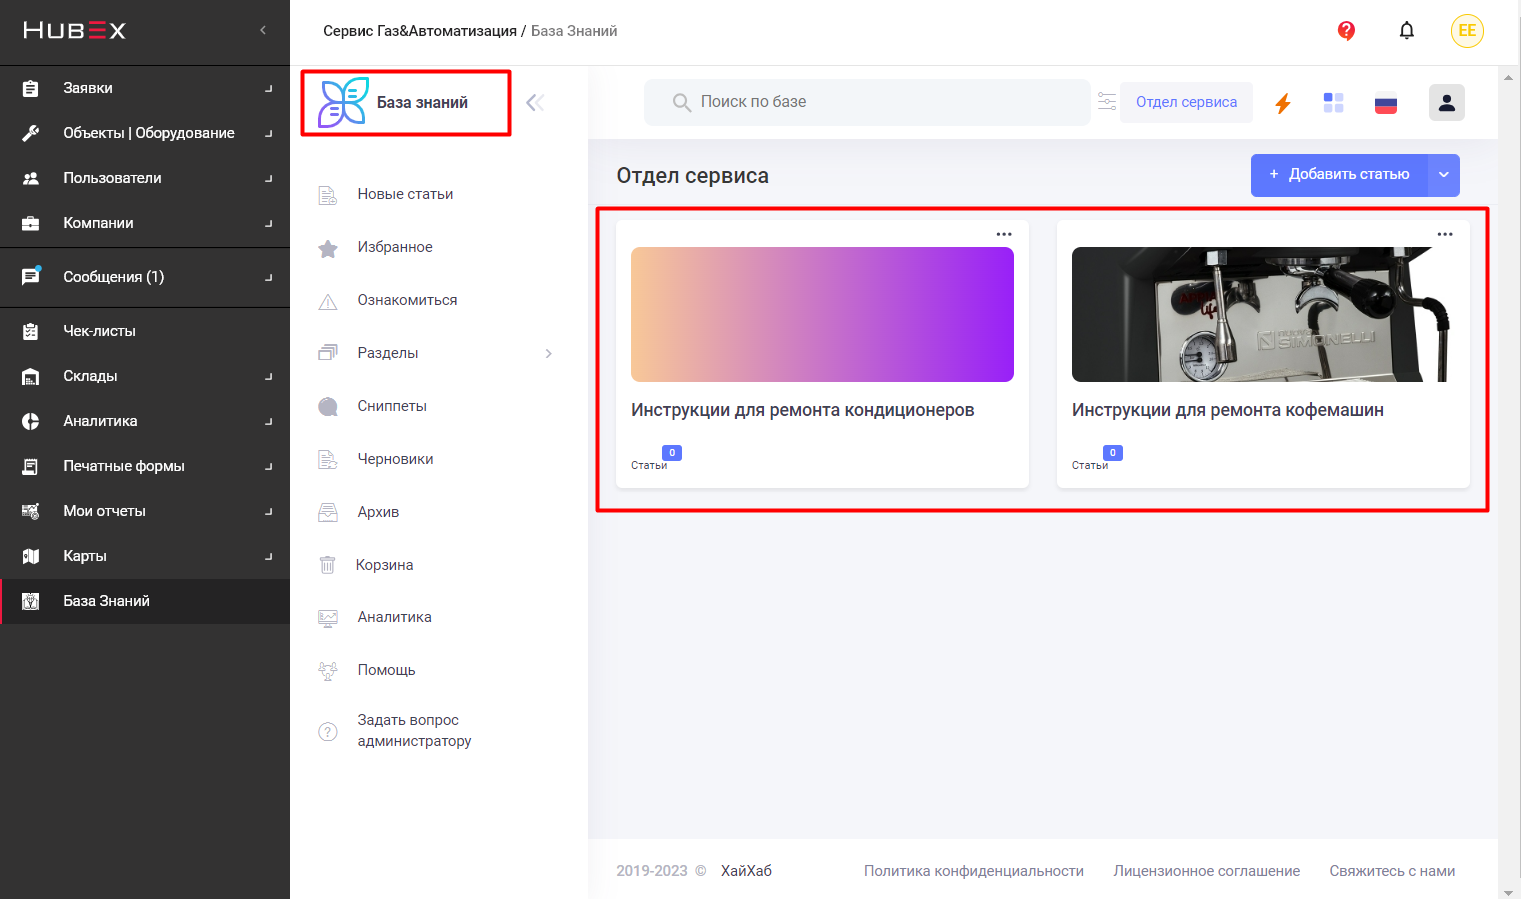 HUBEX
Заявки
Объекты | Оборудование
Пользователи
Компании
Сообщения (1)
Чек-листы
Склады
Аналитика
Печатные формы
Мои отчеты
Карты
База Знаний
Сервис Газ&Автоматизация / База Знаний
?
EE
База знаний
Новые статьи
Избранное
Ознакомиться
Разделы
Сниппеты
Черновики
Архив
Корзина
Аналитика
Помощь
Задать вопрос
администратору
Поиск по базе
Отдел сервиса
Отдел сервиса
+ Добавить статью
Инструкции для ремонта кондиционеров
0
Статьи
SIMONELLI
Инструкции для ремонта кофемашин
0
Статьи
2019-2023 © ХайХаб
Политика конфиденциальности
Лицензионное соглашение
Свяжитесь с нами